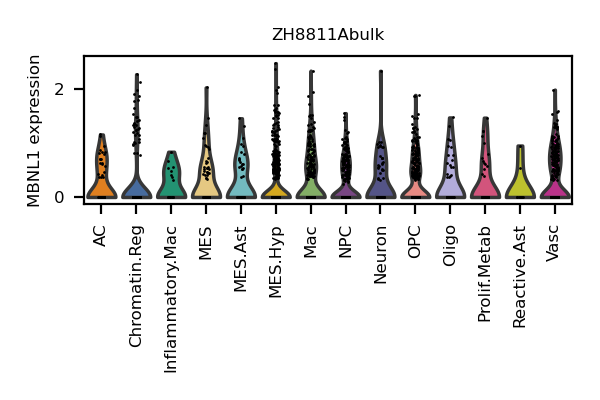 ZH8811Abulk
MBNL1 expression
2
0
AC
Chromatin.Reg
Inflammatory.Mac
MES
MES.Ast
MES.Hyp
Mac
NPC
Neuron
OPC
Oligo
Prolif.Metab
Reactive.Ast
Vasc